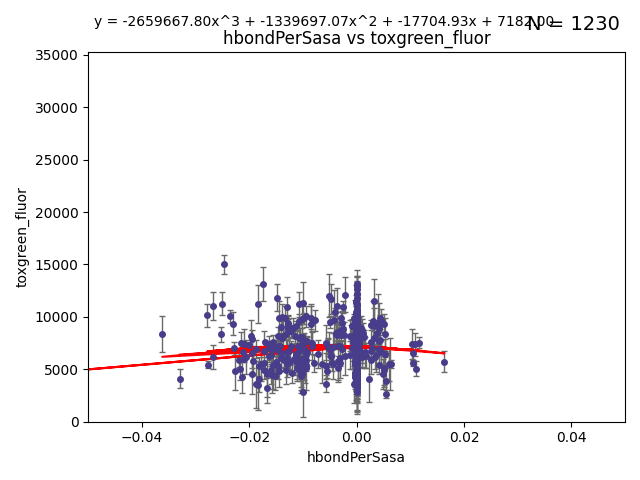 y = -2659667.80x^3 + -1339697.07x^2 + -17704.93x + 7182.00
N = 1230
hbondPerSasa vs toxgreen_fluor
35000
30000
25000
20000
15000
10000
5000
0
toxgreen_fluor
−0.04
−0.02
0.00
0.02
0.04
hbondPerSasa